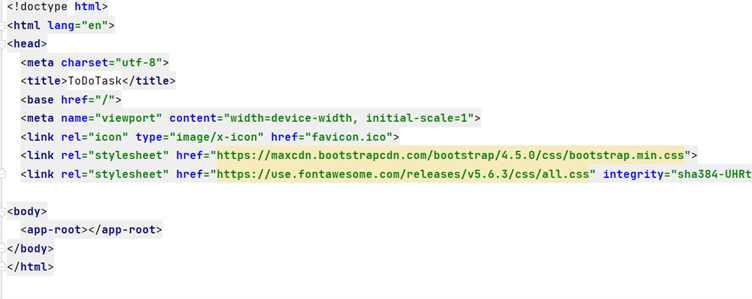 <!doctype html>
<html lang="en">
<head>
  <meta charset="utf-8">
  <title>ToDoTask</title>
  <base href="/">
  <meta name="viewport" content="width=device-width, initial-scale=1">
  <link rel="icon" type="image/x-icon" href="favicon.ico">
  <link rel="stylesheet" href="https://maxcdn.bootstrapcdn.com/bootstrap/4.5.0/css/bootstrap.min.css">
  <link rel="stylesheet" href="https://use.fontawesome.com/releases/v5.6.3/css/all.css" integrity="sha384-UHRt
<body>
  <app-root></app-root>
</body>
</html>